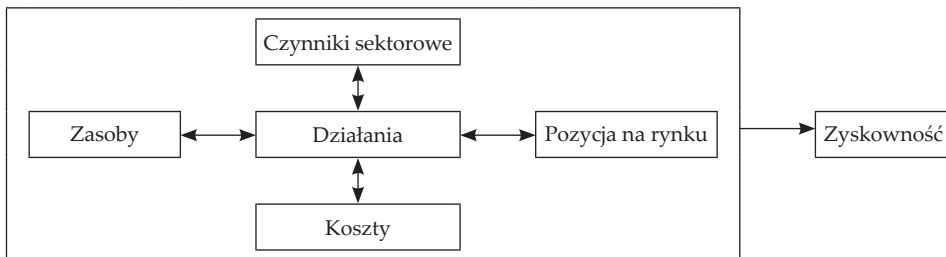 Czynniki sektorowe
Zasoby
Działania
Pozycja na rynku
Zyskowność
Koszty